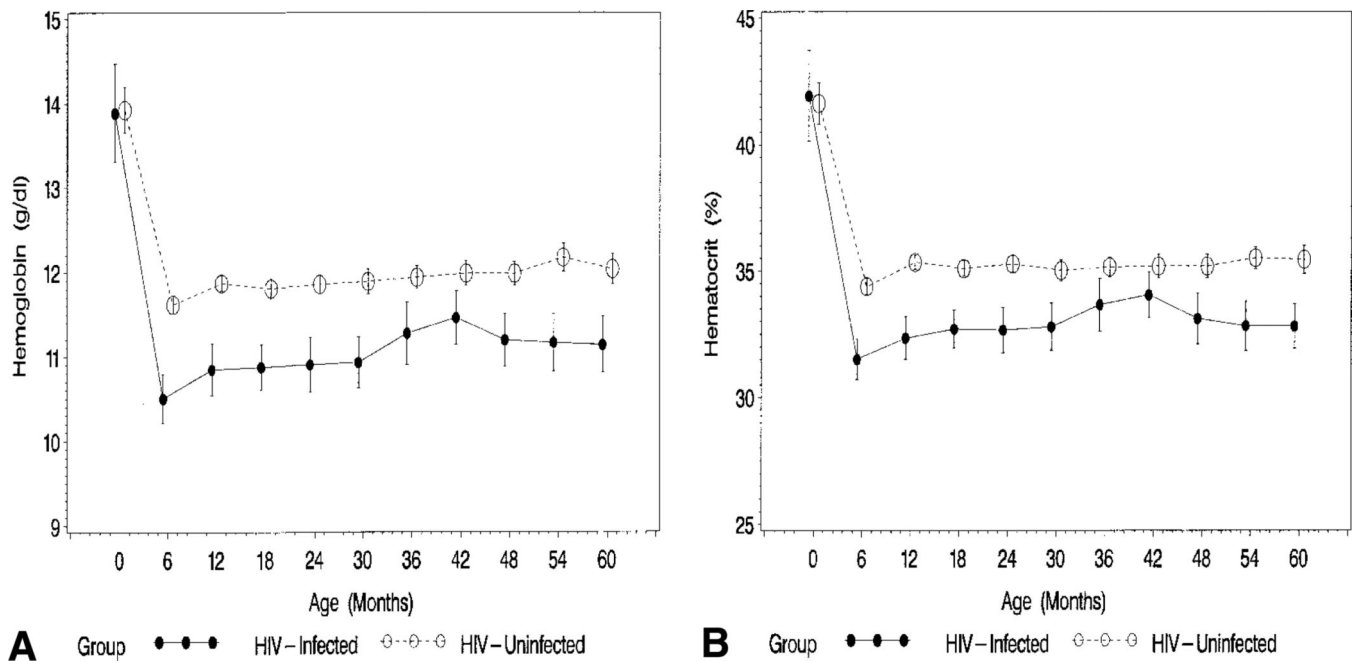 15
14
13
12
11
10
9
Hemoglobin (g/dl)
0 6 12 18 24 30 36 42 48 54 60
Age (Months)
A Group HIV–Infected HIV–Uninfected
45
40
35
30
25
Hematocrit (%)
0 6 12 18 24 30 36 42 48 54 60
Age (Months)
B Group HIV–Infected HIV–Uninfected